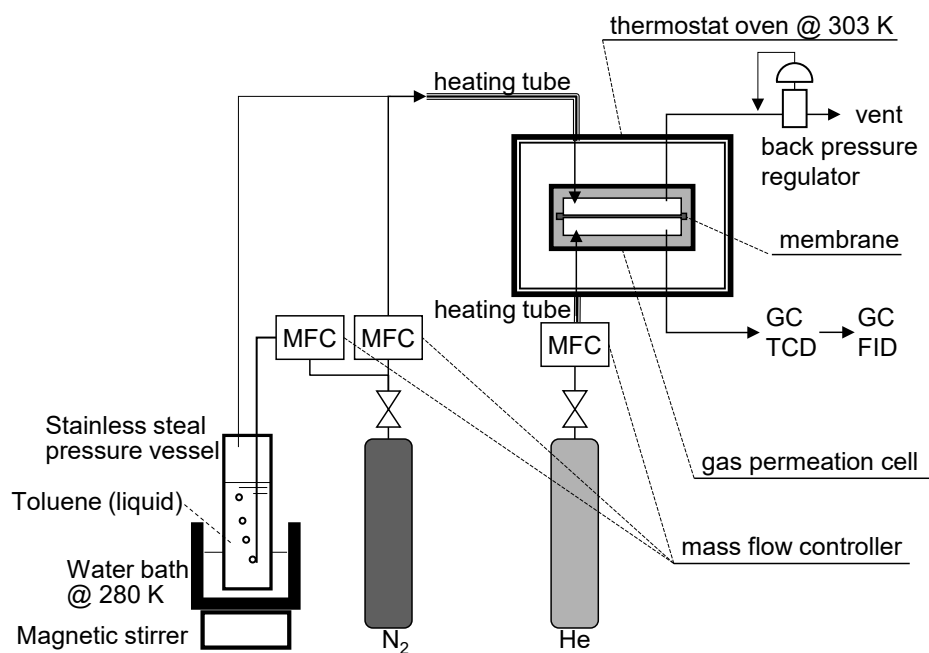 thermostat oven @ 303 K
heating tube
vent
back pressure
regulator
membrane
heating tube
MFC
MFC
MFC
GC
TCD
GC
FID
Stainless steal
pressure vessel
gas permeation cell
Toluene (liquid)
mass flow controller
Water bath
@ 280 K
Magnetic stirrer
N₂
He